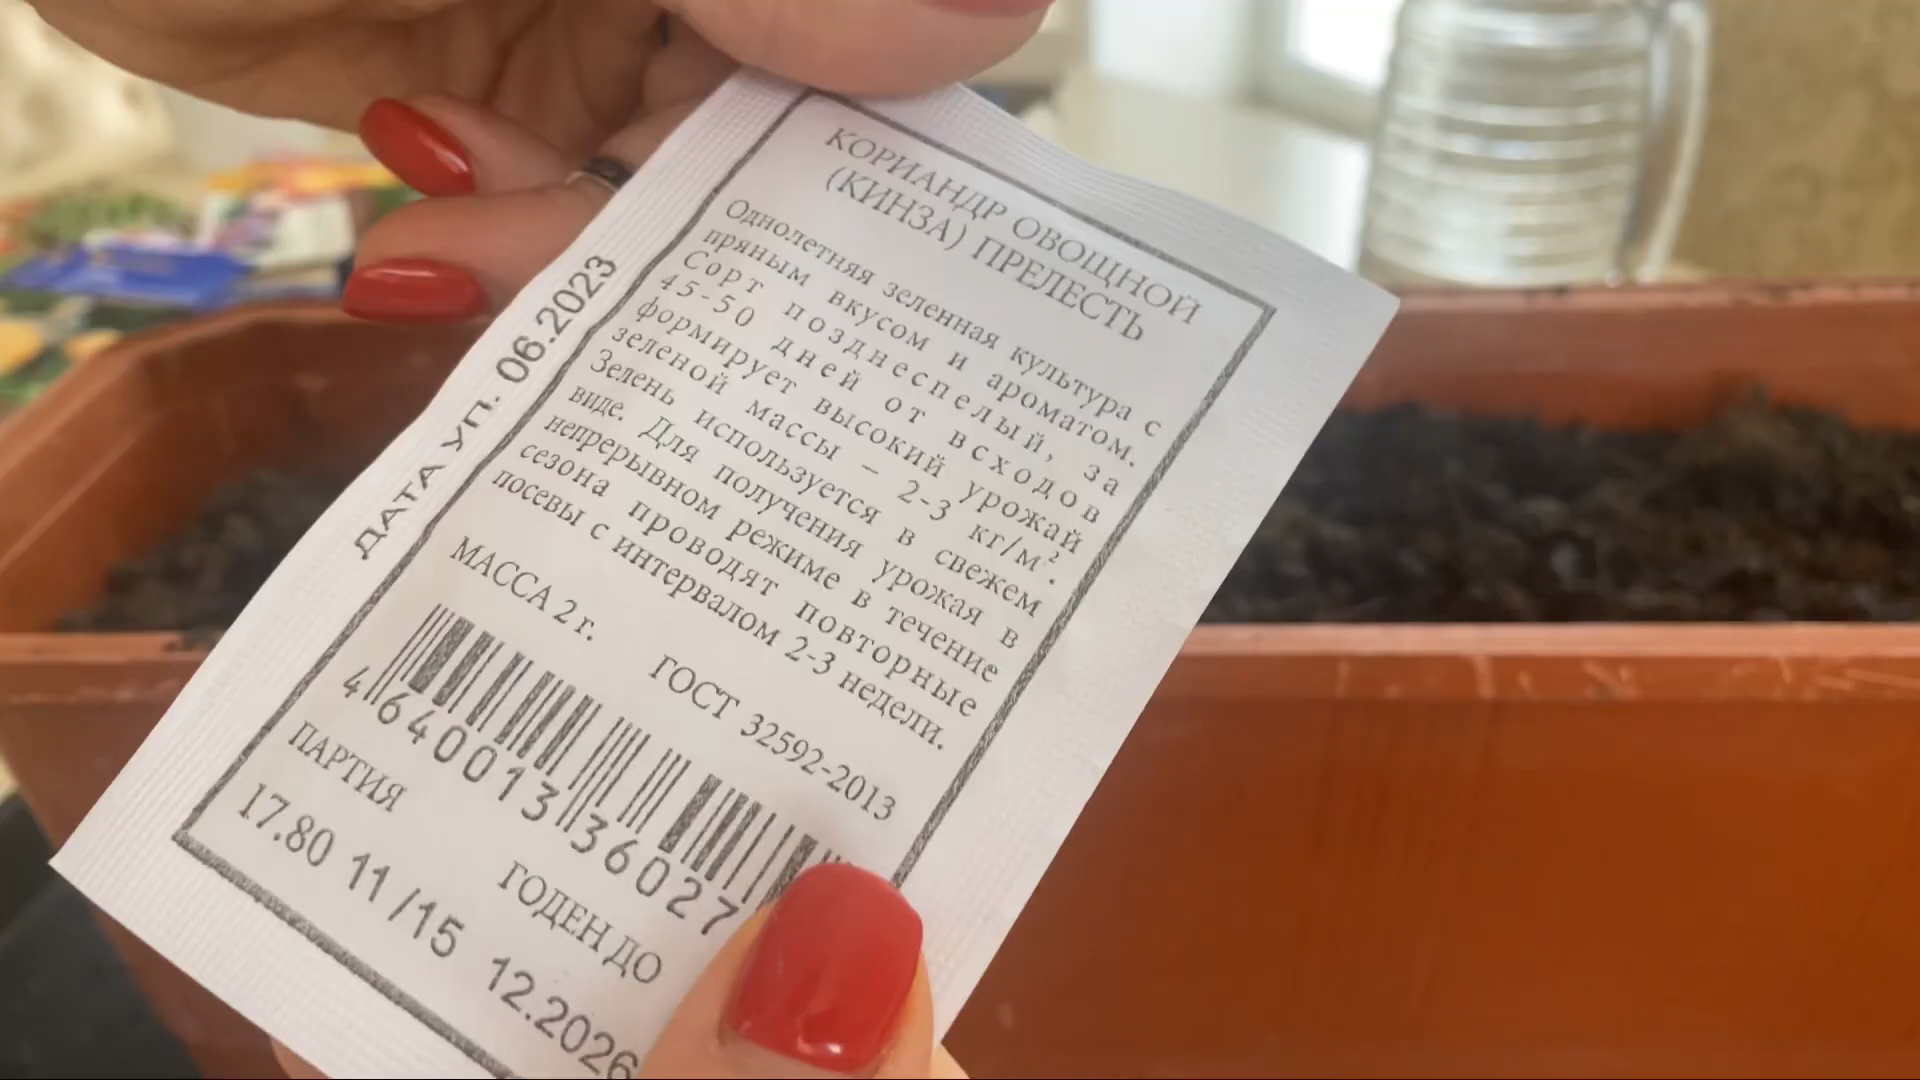 КОРИАНДР ОВОЩНОЙ
(КИНЗА) ПРЕЛЕСТЬ
Однолетняя зеленная культура с
пряным вкусом и ароматом.
Сорт позднеспелый, за
45-50 дней от всходов
формирует высокий урожай
зеленой массы – 2-3 кг/м².
Зелень используется в свежем
виде. Для получения урожая в
непрерывном режиме в течение
сезона проводят повторные
посевы с интервалом 2-3 недели.
МАССА 2 г.
ГОСТ 32592-2013
4 640013 36027
ПАРТИЯ
ГОДЕН ДО
17.80 11/15 12.2026
ДАТА УП. 06.2023